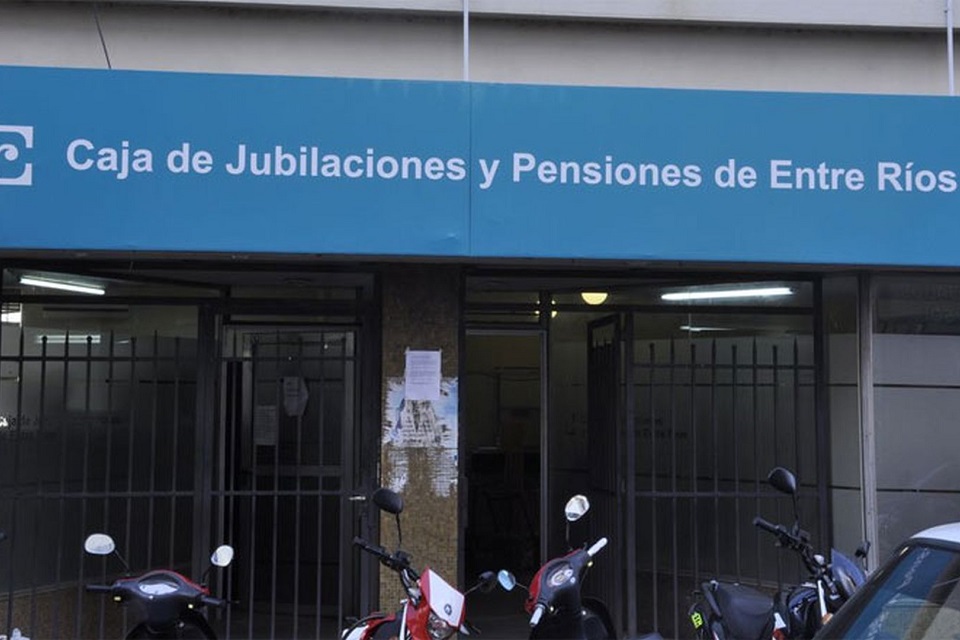 Caja de Jubilaciones y Pensiones de Entre Ríos